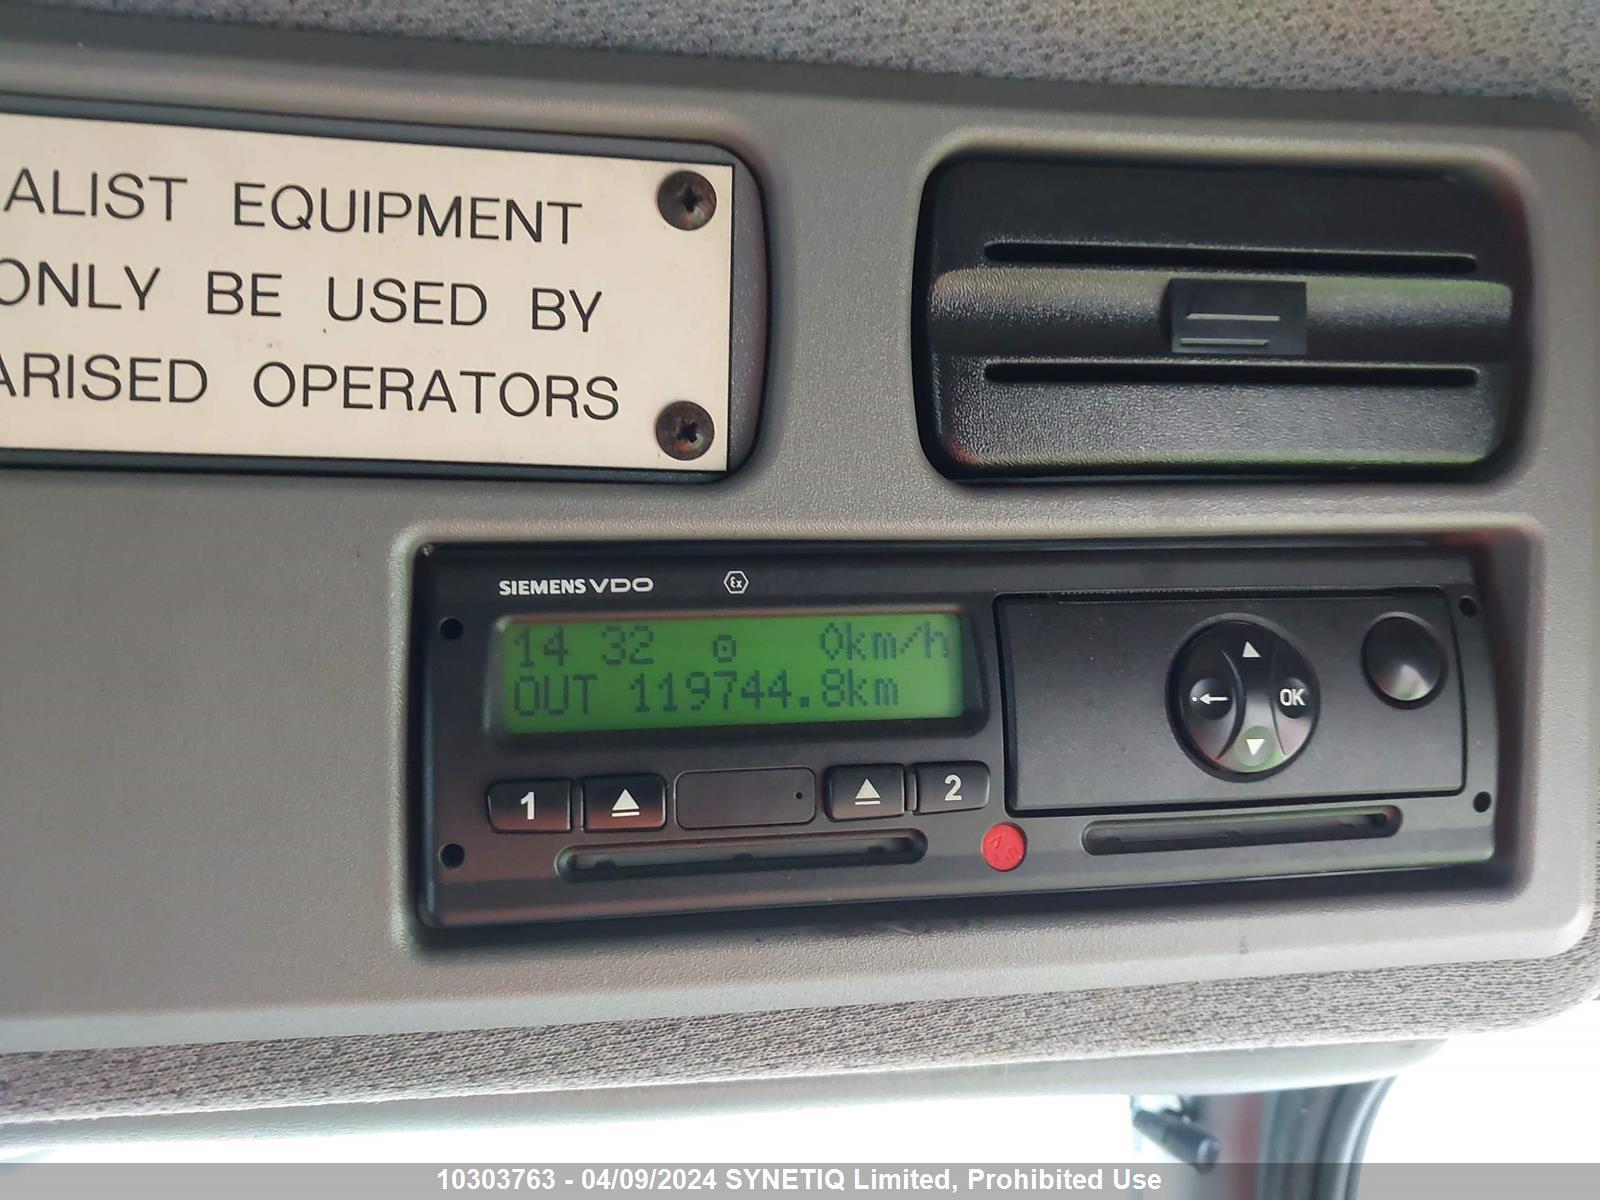 ALIST EQUIPMENT
ONLY BE USED BY
ARISED OPERATORS
SIEMENS VDO Ex
14 32 0km/h
OUT 119744.8km
OK
1 2
10303763 - 04/09/2024 SYNETIQ Limited, Prohibited Use